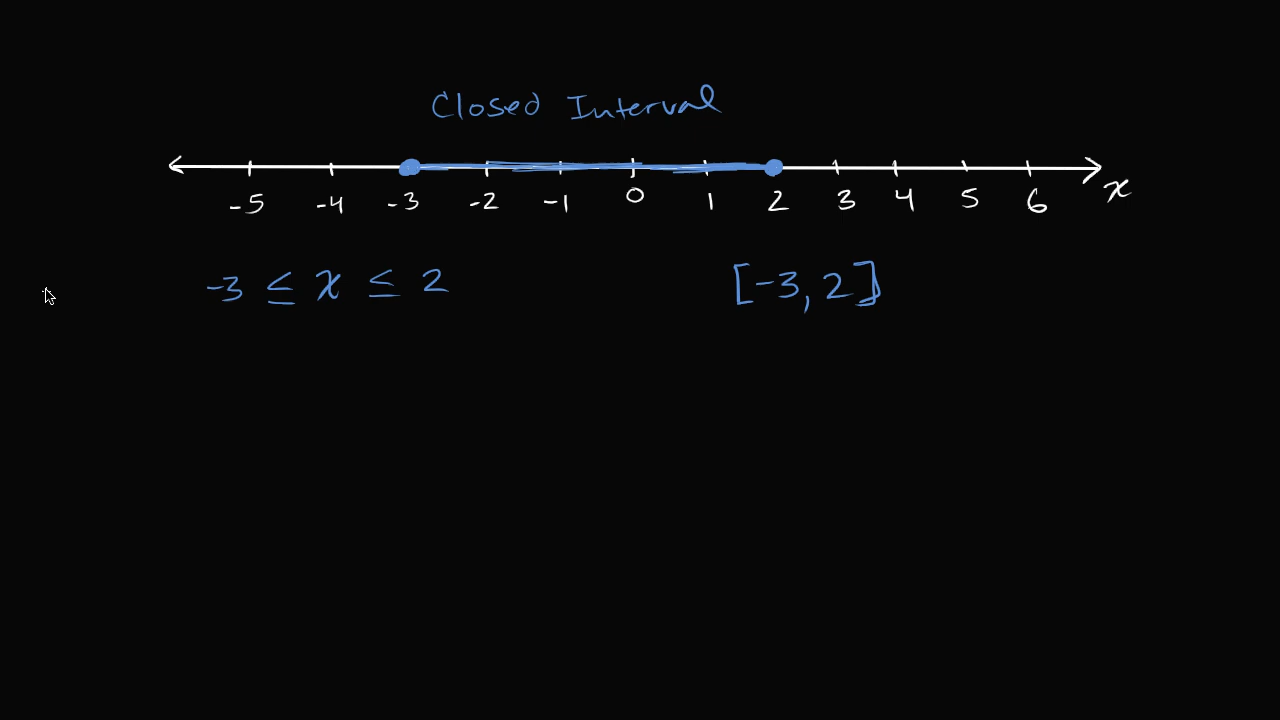 Closed Interval
-5 -4 -3 -2 -1 0 1 2 3 4 5 6 x
-3 ≤ x ≤ 2 [-3, 2]